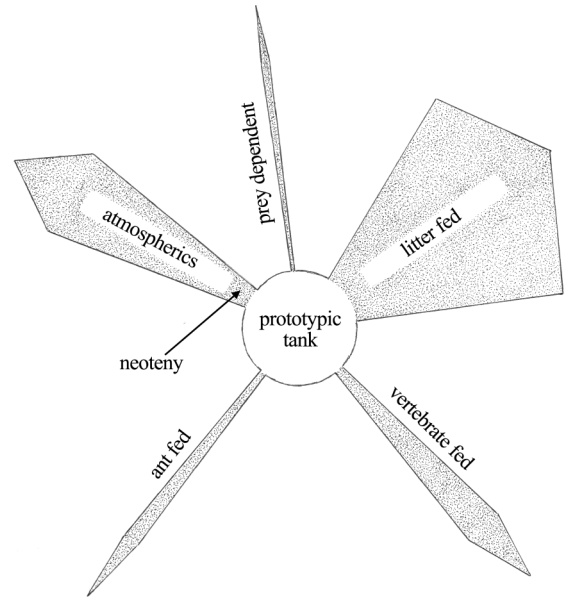 prey dependent
litter fed
atmospherics
neoteny
prototypic
tank
ant fed
vertebrate fed